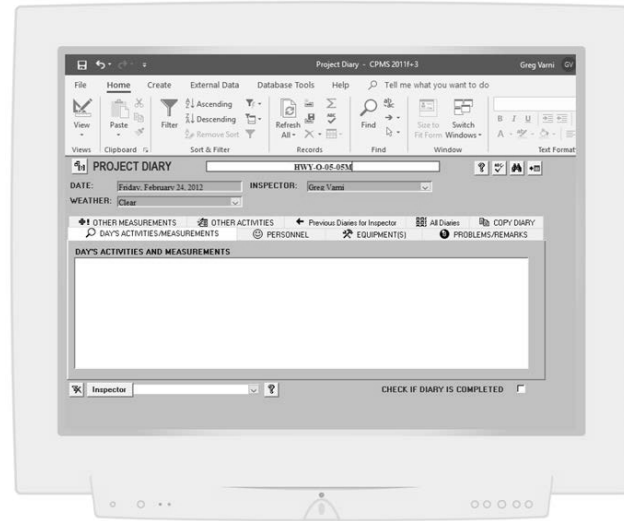 Project Diary - CPMS 2011f+3
Greg Varni GV
File Home Create External Data Database Tools Help Tell me what you want to do
View Paste Filter Ascending Descending Remove Sort Refresh All Find Size to Fit Form Switch Windows B I U
Views Clipboard Sort & Filter Records Find Window Text Format
PROJECT DIARY HWY-O-05-05M
DATE: Friday, February 24, 2012 INSPECTOR: Greg Varni
WEATHER: Clear
OTHER MEASUREMENTS OTHER ACTIVITIES Previous Diaries for Inspector All Diaries COPY DIARY
DAY'S ACTIVITIES/MEASUREMENTS PERSONNEL EQUIPMENT(S) PROBLEMS/REMARKS
DAY'S ACTIVITIES AND MEASUREMENTS
Inspector CHECK IF DIARY IS COMPLETED